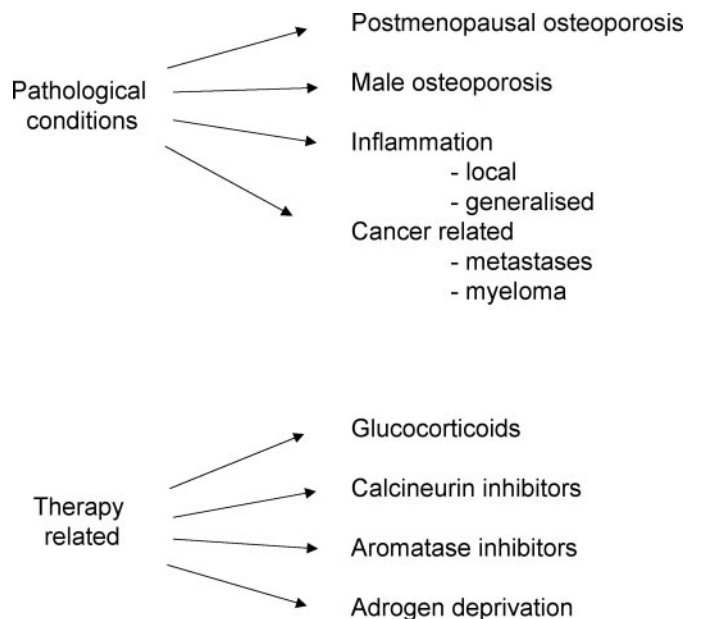 Pathological
conditions
Postmenopausal osteoporosis
Male osteoporosis
Inflammation
- local
- generalised
Cancer related
- metastases
- myeloma
Therapy
related
Glucocorticoids
Calcineurin inhibitors
Aromatase inhibitors
Adrogen deprivation